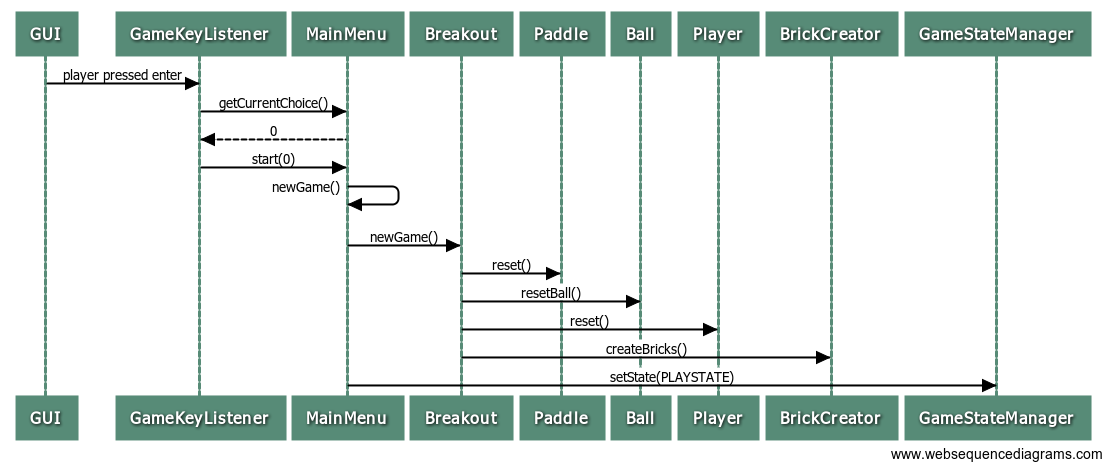 GUI GameKeyListener MainMenu Breakout Paddle Ball Player BrickCreator GameStateManager
player pressed enter
getCurrentChoice()
0
start(0)
newGame()
newGame()
reset()
resetBall()
reset()
createBricks()
setState(PLAYSTATE)
GUI GameKeyListener MainMenu Breakout Paddle Ball Player BrickCreator GameStateManager
www.websequencediagrams.com